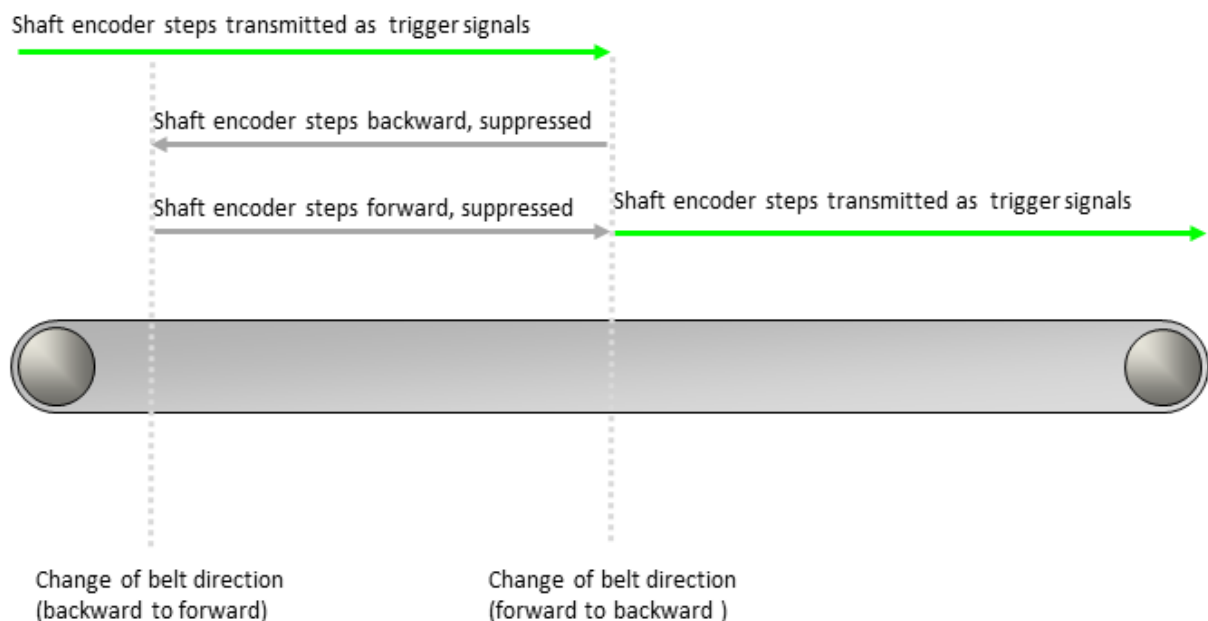 Shaft encoder steps transmitted as trigger signals
Shaft encoder steps backward, suppressed
Shaft encoder steps forward, suppressed
Shaft encoder steps transmitted as trigger signals
Change of belt direction
(backward to forward)
Change of belt direction
(forward to backward )